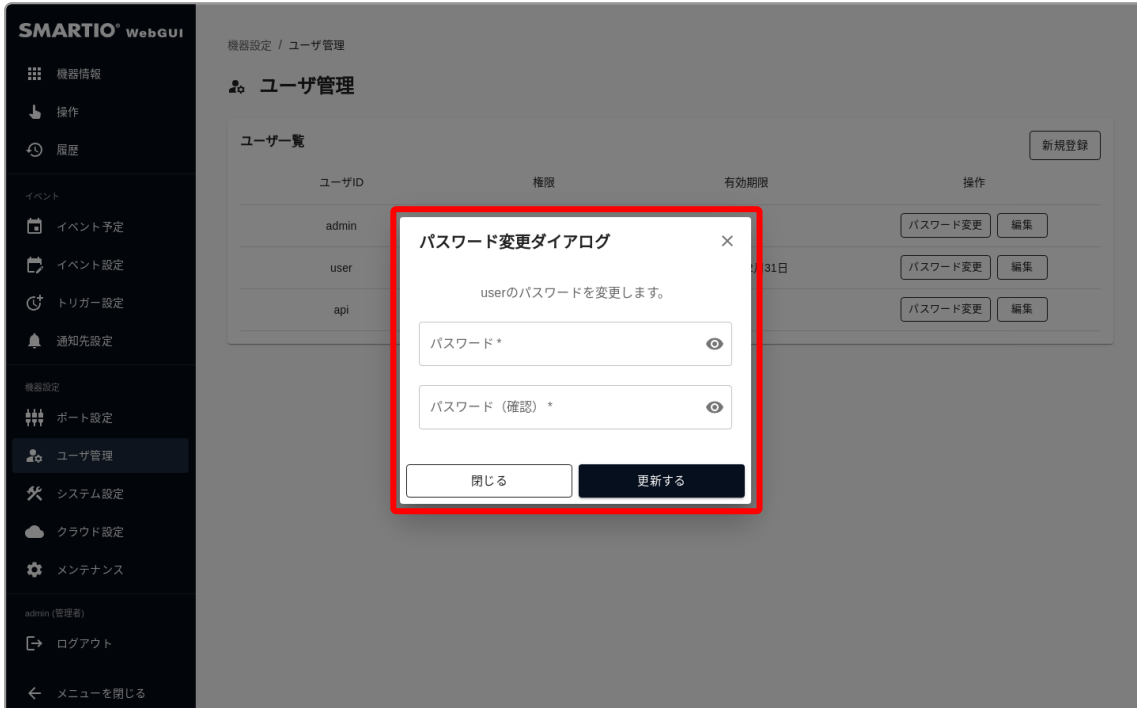 SMARTIO® WebGUI
機器情報
操作
履歴
イベント
イベント予定
イベント設定
トリガー設定
通知先設定
機器設定
ポート設定
ユーザ管理
システム設定
クラウド設定
メンテナンス
admin (管理者)
ログアウト
メニューを閉じる
機器設定 / ユーザ管理
ユーザ管理
ユーザ一覧
新規登録
ユーザID 権限 有効期限 操作
admin パスワード変更 編集
user 31日 パスワード変更 編集
api パスワード変更 編集
パスワード変更ダイアログ
userのパスワードを変更します。
パスワード *
パスワード（確認） *
閉じる 更新する